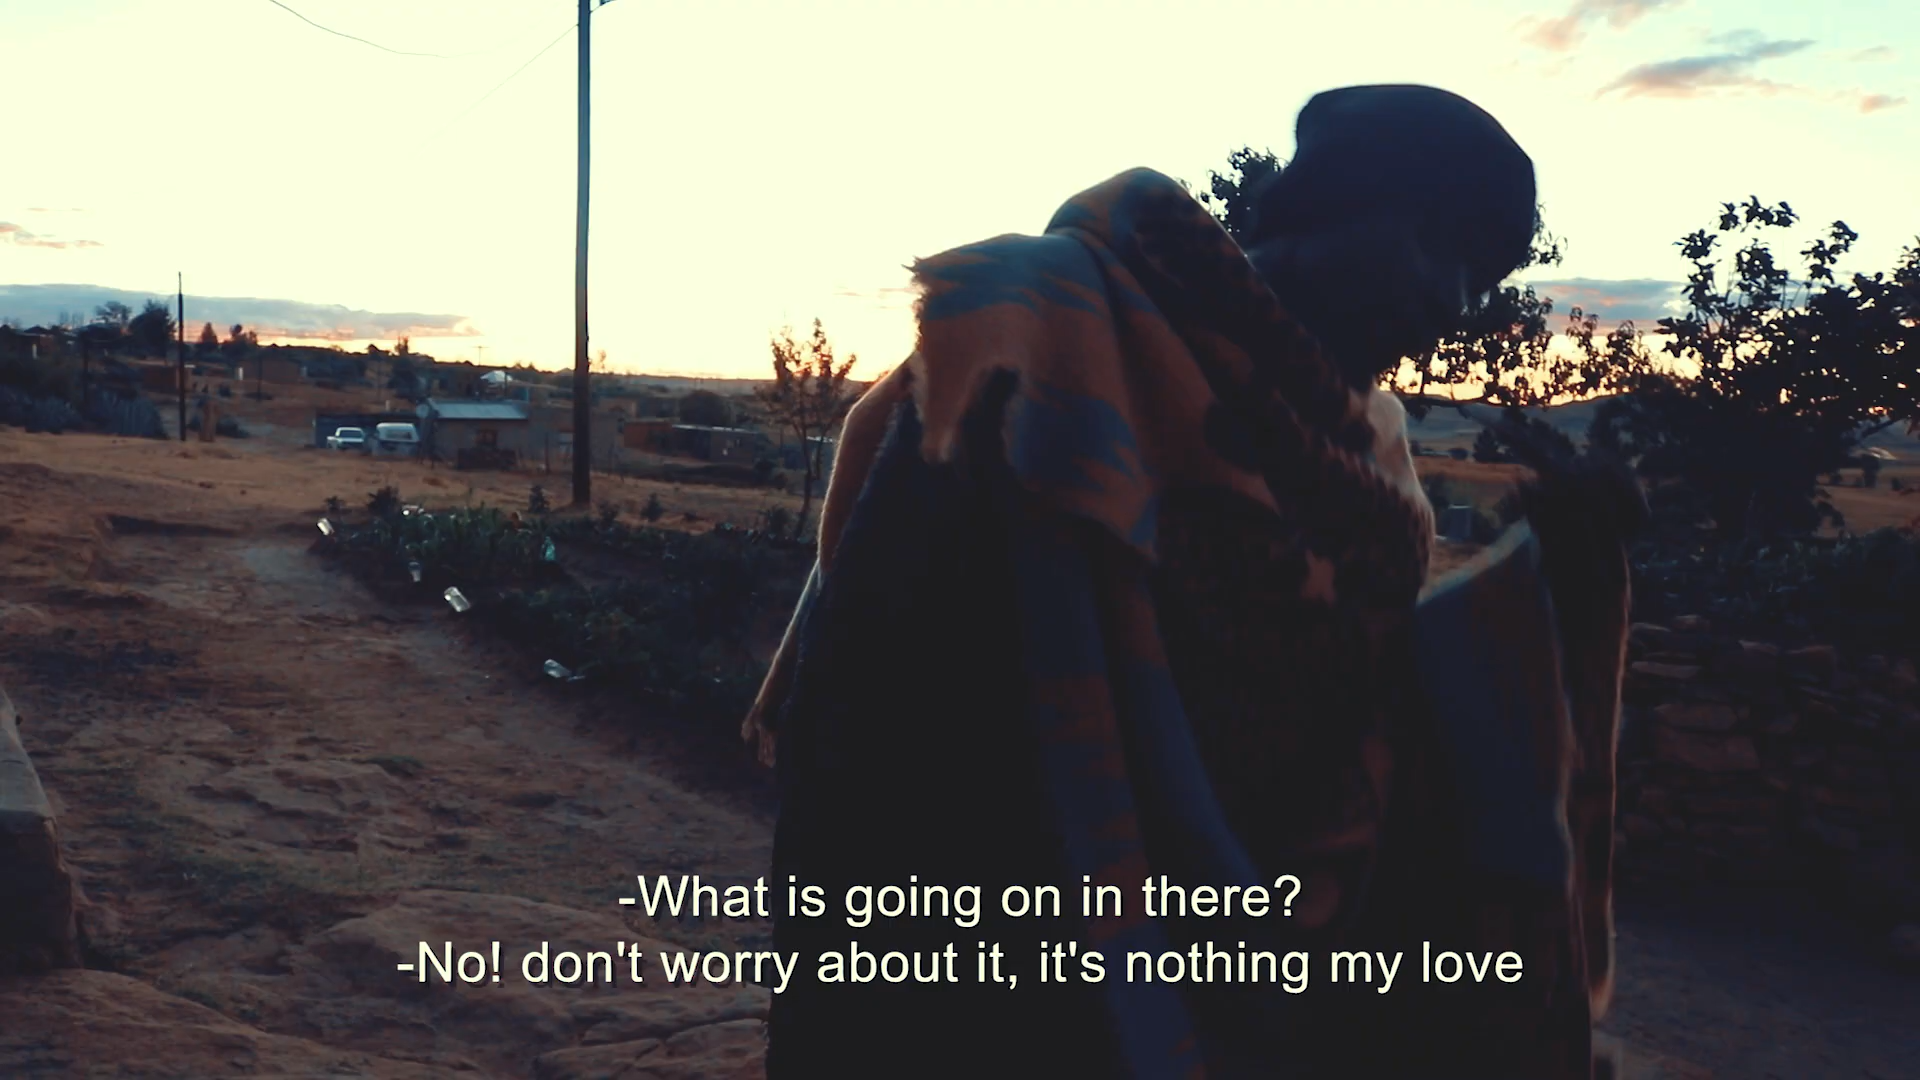 -What is going on in there?
-No! don't worry about it, it's nothing my love